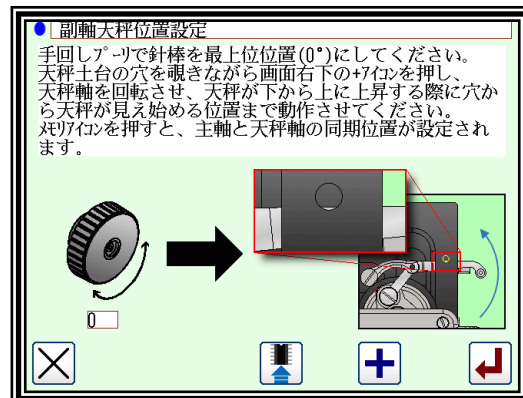 副軸天秤位置設定
手回しﾌﾟｰﾘで針棒を最上位位置(0°)にしてください。
天秤土台の穴を覗きながら画面右下の+ｱｲｺﾝを押し、
天秤軸を回転させ、天秤が下から上に上昇する際に穴か
ら天秤が見え始める位置まで動作させてください。
ﾒﾓﾘｱｲｺﾝを押すと、主軸と天秤軸の同期位置が設定され
ます。
0